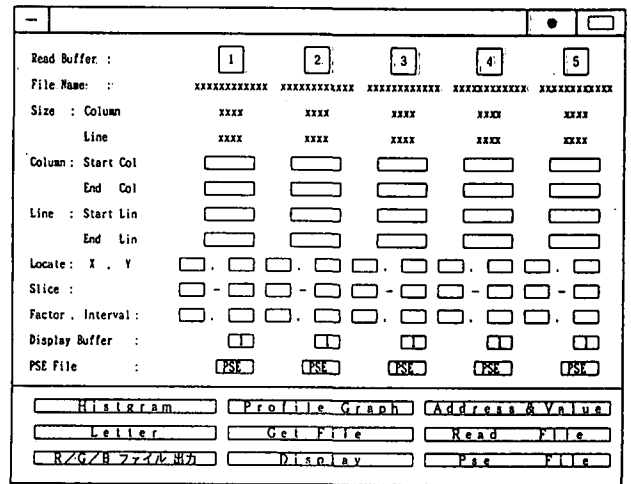 Read Buffer : 1 2 3 4 5
File Name: : xxxxxxxxxxxx xxxxxxxxxxxx xxxxxxxxxxxx xxxxxxxxxxxx xxxxxxxxxxxx
Size : Column xxxx xxxx xxxx xxxx xxxx
Line xxxx xxxx xxxx xxxx xxxx
Column : Start Col
End Col
Line : Start Lin
End Lin
Locate : X , Y . . . . .
Slice : - - - - -
Factor , Interval : . . . . .
Display Buffer :
PSE File : PSE PSE PSE PSE PSE
Histgram Profile Graph Address & Value
Letter Get File Read File
R/G/B ファイル 出力 Display Pse File